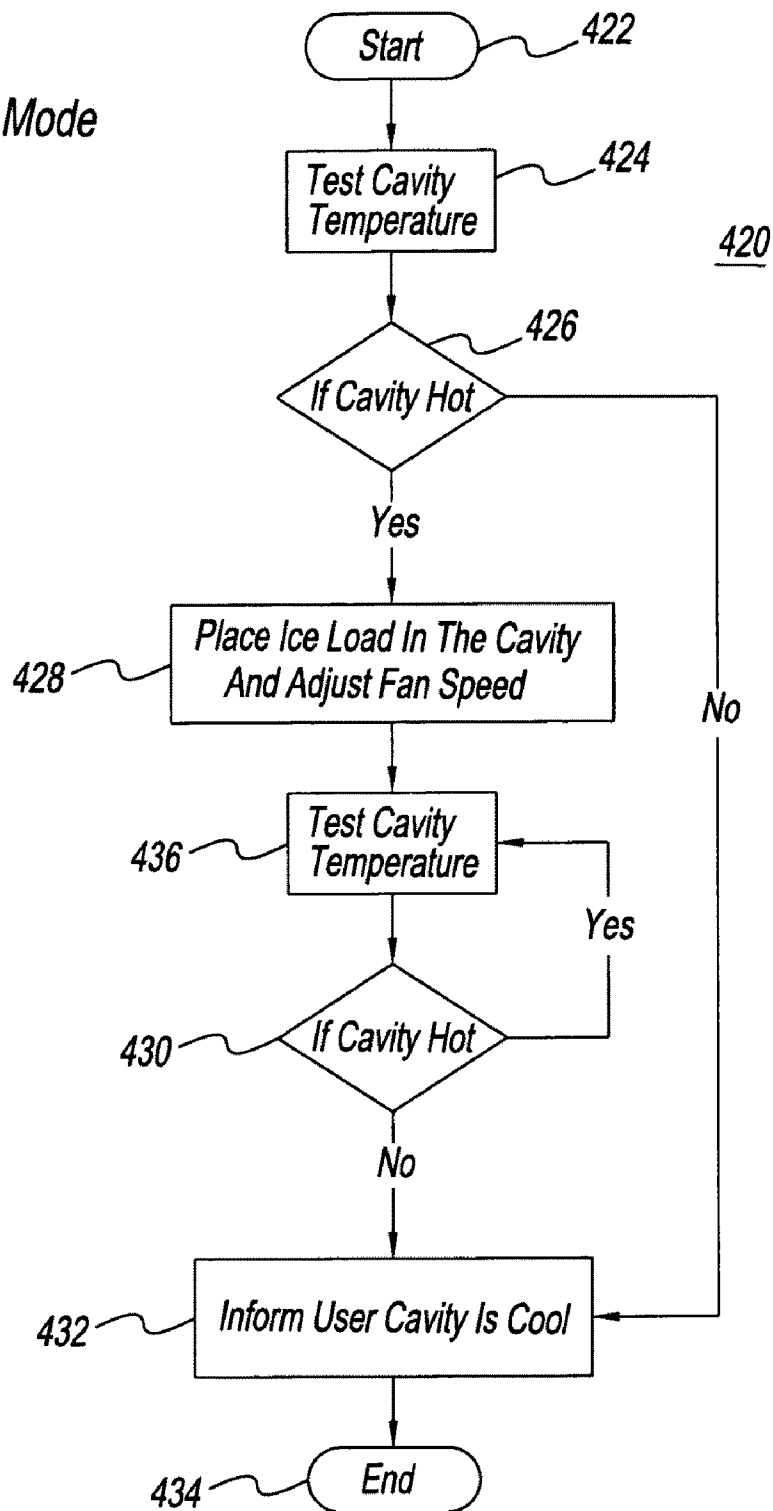 Start
422
Mode
Test Cavity
Temperature
424
420
426
If Cavity Hot
Yes
Place Ice Load In The Cavity
And Adjust Fan Speed
428
No
Test Cavity
Temperature
436
Yes
If Cavity Hot
430
No
Inform User Cavity Is Cool
432
End
434